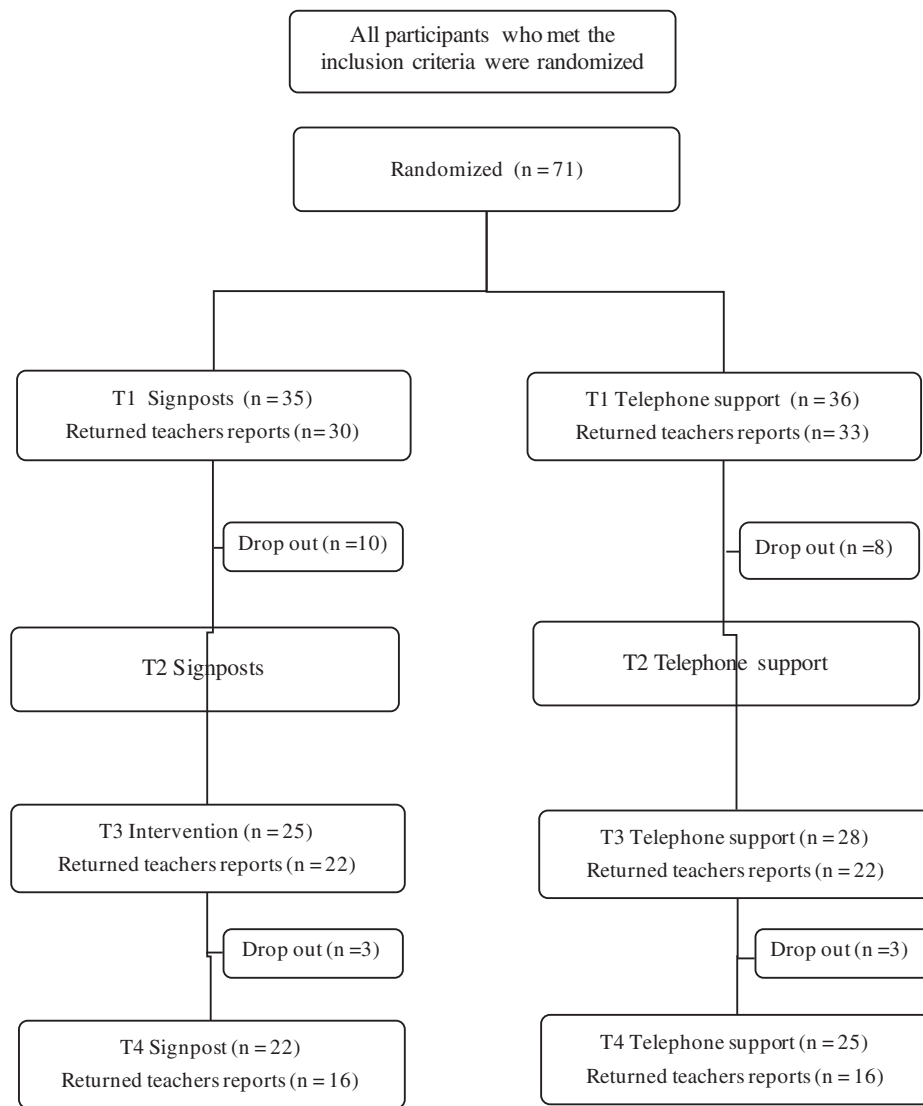 All participants who met the
inclusion criteria were randomized
Randomized (n = 71)
T1 Signposts (n = 35)
Returned teachers reports (n= 30)
T1 Telephone support (n = 36)
Returned teachers reports (n = 33)
Drop out (n =10)
Drop out (n =8)
T2 Signposts
T2 Telephone support
T3 Intervention (n = 25)
Returned teachers reports (n = 22)
T3 Telephone support (n = 28)
Returned teachers reports (n = 22)
Drop out (n =3)
Drop out (n =3)
T4 Signpost (n = 22)
Returned teachers reports (n = 16)
T4 Telephone support (n = 25)
Returned teachers reports (n = 16)